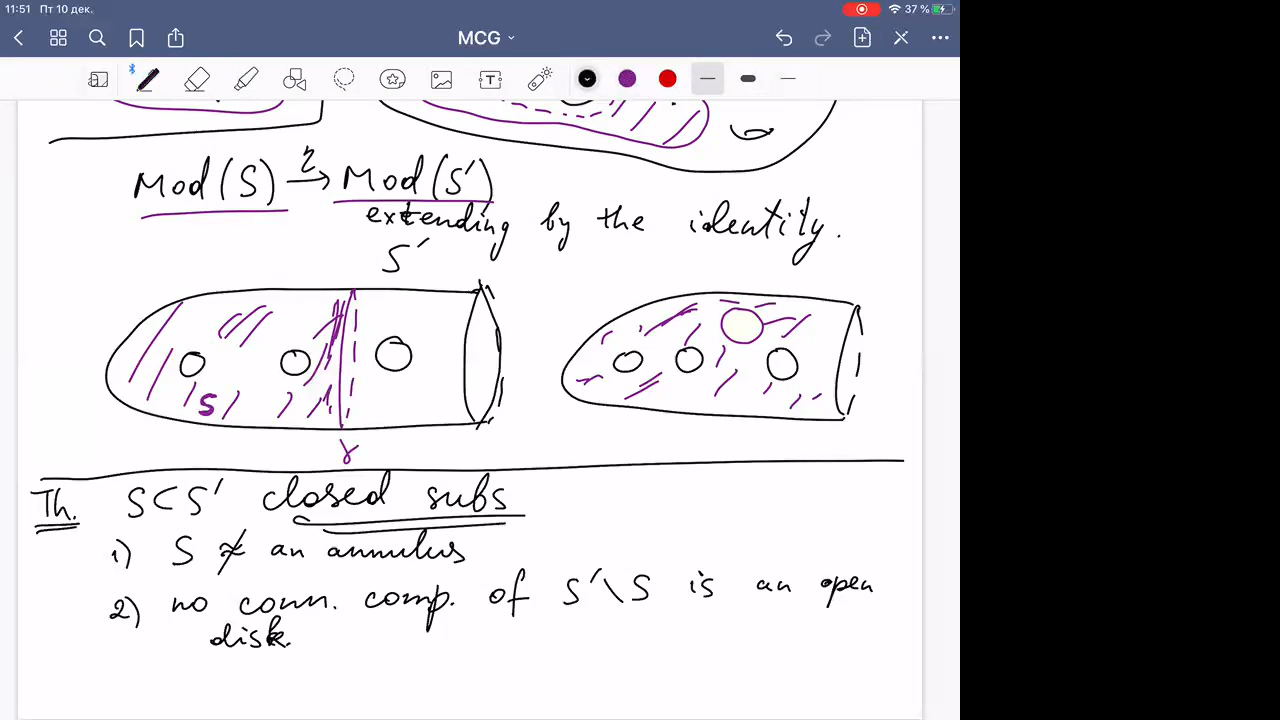 11:51 Пт 10 дек.
37 %
MCG
Mod(S) →η Mod(S')
extending by the identity.
S'
S
γ
Th. S⊂S' closed subs
1) S ≄ an annulus
2) no conn. comp. of S'\S is an open
disk.